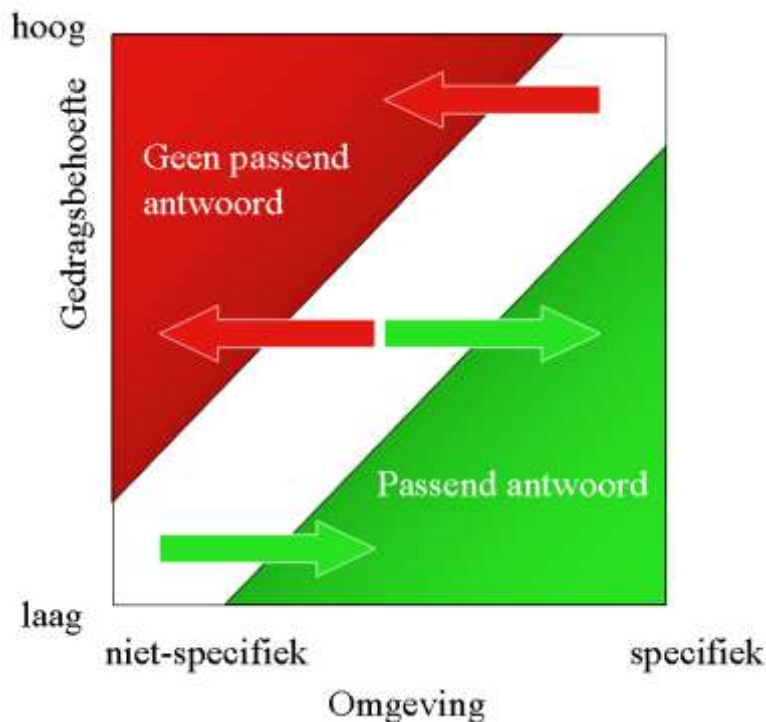 hoog
Gedragsbehoefte
Geen passend
antwoord
Passend antwoord
laag
niet-specifiek
specifiek
Omgeving